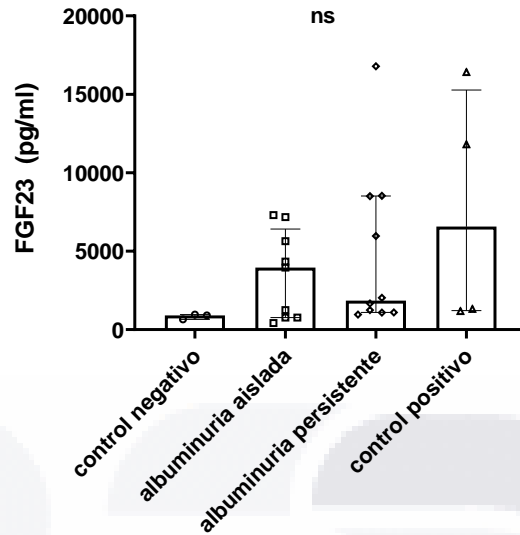 ns
FGF23 (pg/ml)
20000
15000
10000
5000
0
control negativo
albuminuria aislada
albuminuria persistente
control positivo